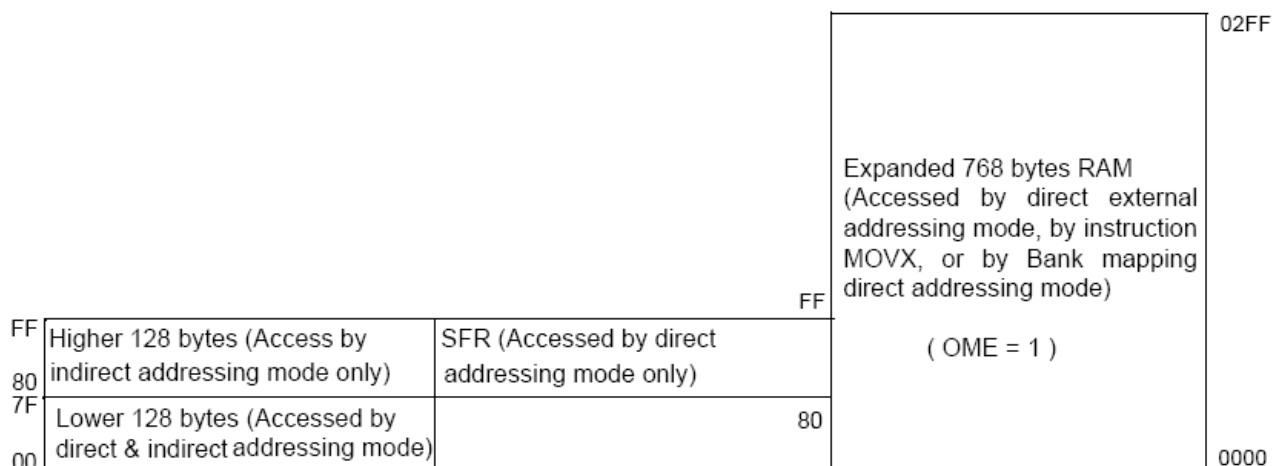 02FF
Expanded 768 bytes RAM
(Accessed by direct external
addressing mode, by instruction
MOVX, or by Bank mapping
direct addressing mode)
( OME = 1 )
0000
FF
Higher 128 bytes (Access by
indirect addressing mode only)
80
7F
Lower 128 bytes (Accessed by
direct & indirect addressing mode)
00
FF
SFR (Accessed by direct
addressing mode only)
80